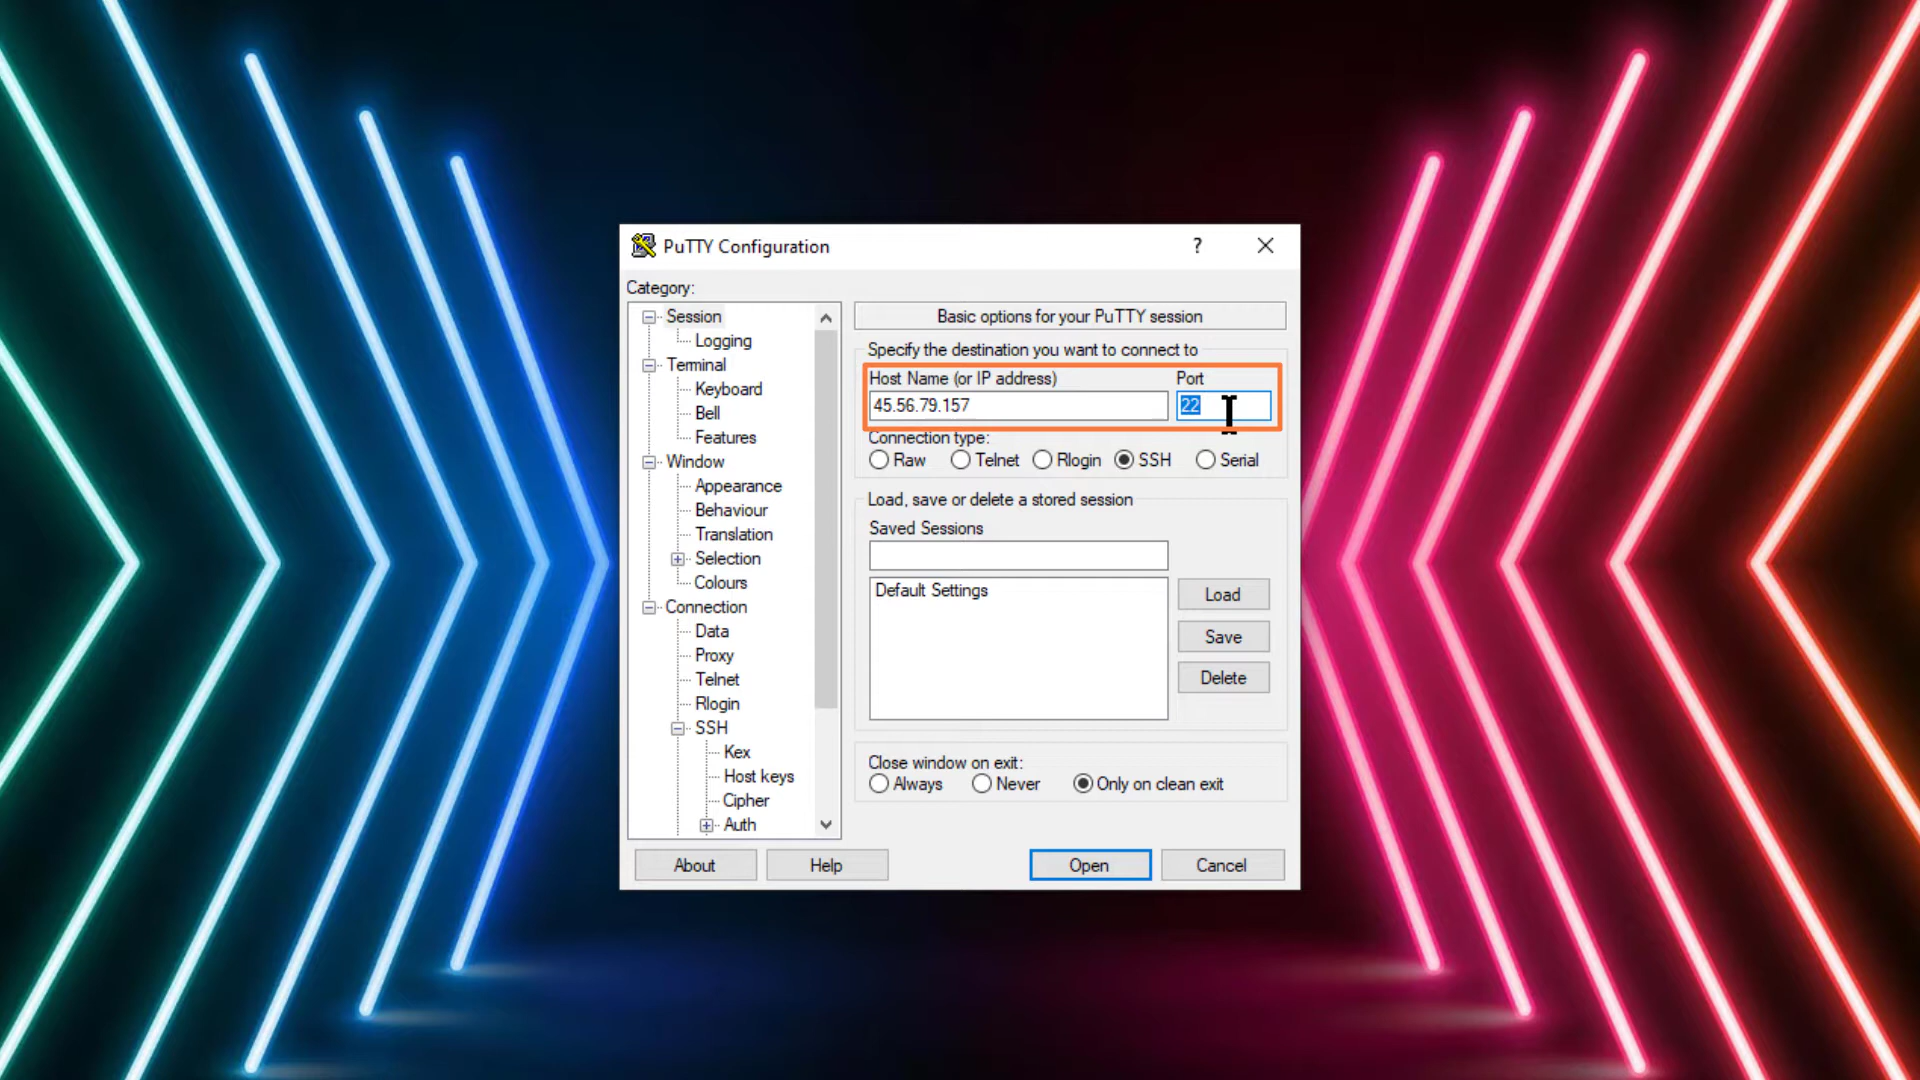 PuTTY Configuration
?
Category:
Session
Logging
Terminal
Keyboard
Bell
Features
Window
Appearance
Behaviour
Translation
Selection
Colours
Connection
Data
Proxy
Telnet
Rlogin
SSH
Kex
Host keys
Cipher
Auth
Basic options for your PuTTY session
Specify the destination you want to connect to
Host Name (or IP address) Port
45.56.79.157 22
Connection type:
Raw Telnet Rlogin SSH Serial
Load, save or delete a stored session
Saved Sessions
Default Settings
Load
Save
Delete
Close window on exit:
Always Never Only on clean exit
About Help Open Cancel